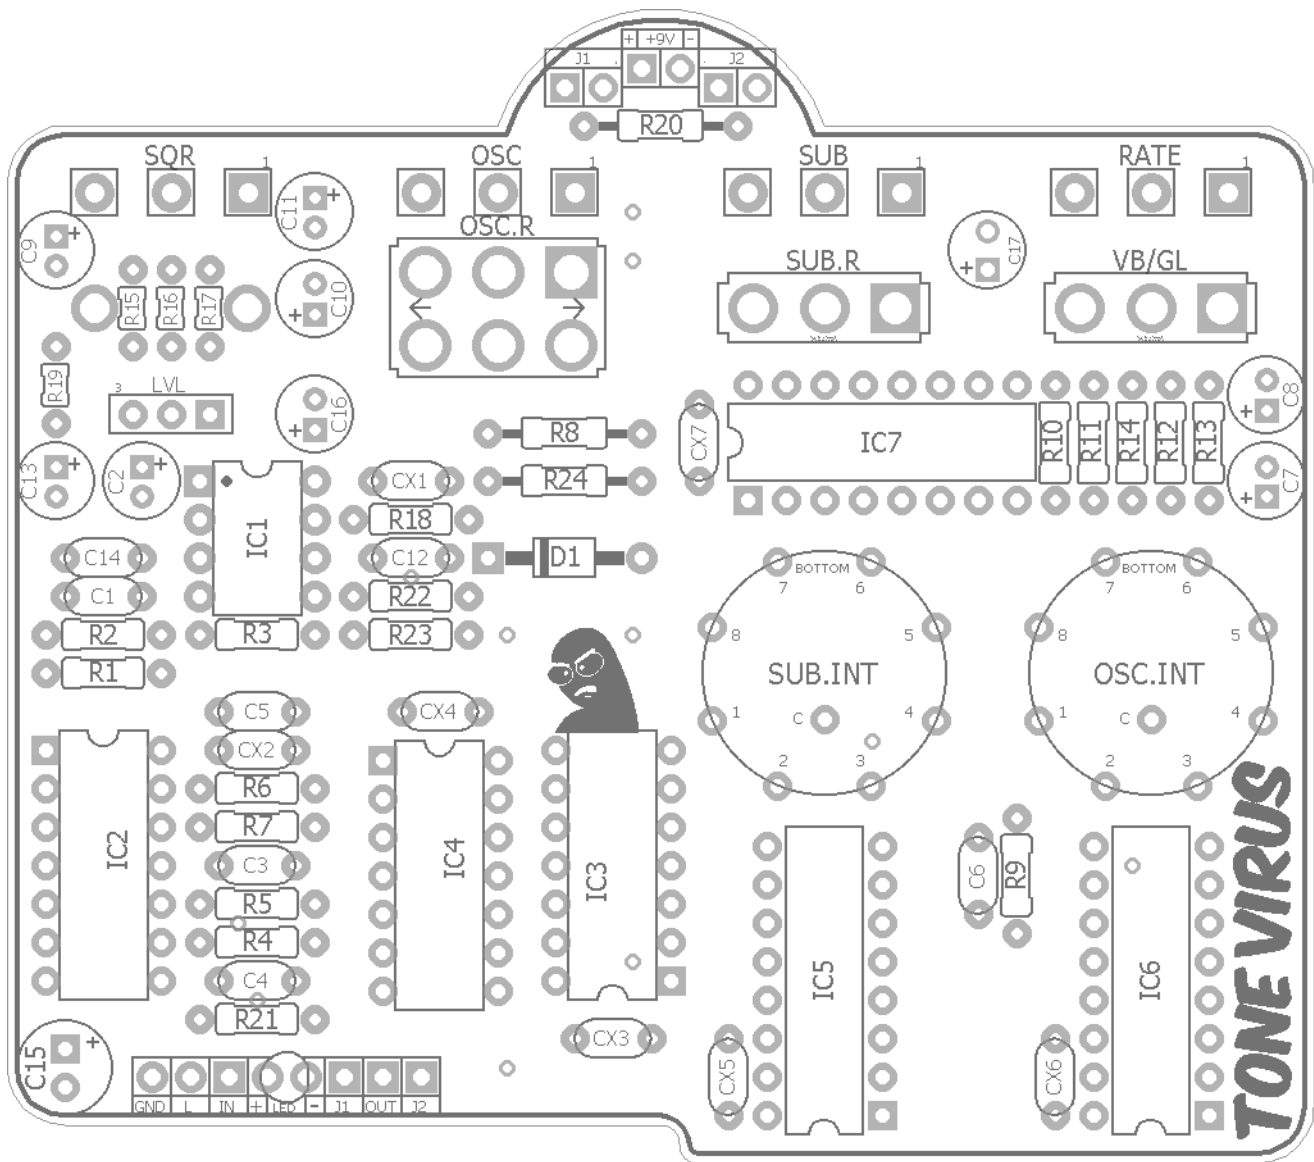 + +9V -
J1 J2
R20
SQR OSC SUB RATE
1 1 1 1
C11 +
OSC.R
C9 +
C17 +
SUB.R VB/GL
C10 +
R15 R16 R17
R19
3 LVL
C16 +
C8 +
R8
CX7
IC7
R10 R11 R14 R12 R13
C13 + C2 +
CX1 R24
C7 +
R18
IC1
C14 C12 D1
BOTTOM BOTTOM
7 6 7 6
C1 R22
R2 R3 R23
8 5 8 5
R1
SUB.INT OSC.INT
C5 CX4
1 C 4 1 C 4
CX2
2 3 2 3
R6
R7
IC2 IC4 IC3
C3
C6 R9
R5
R4
IC5 IC6
C4
R21
TONE VIRUS
C15 +
CX3
CX5 CX6
GND L IN + LED - J1 OUT J2